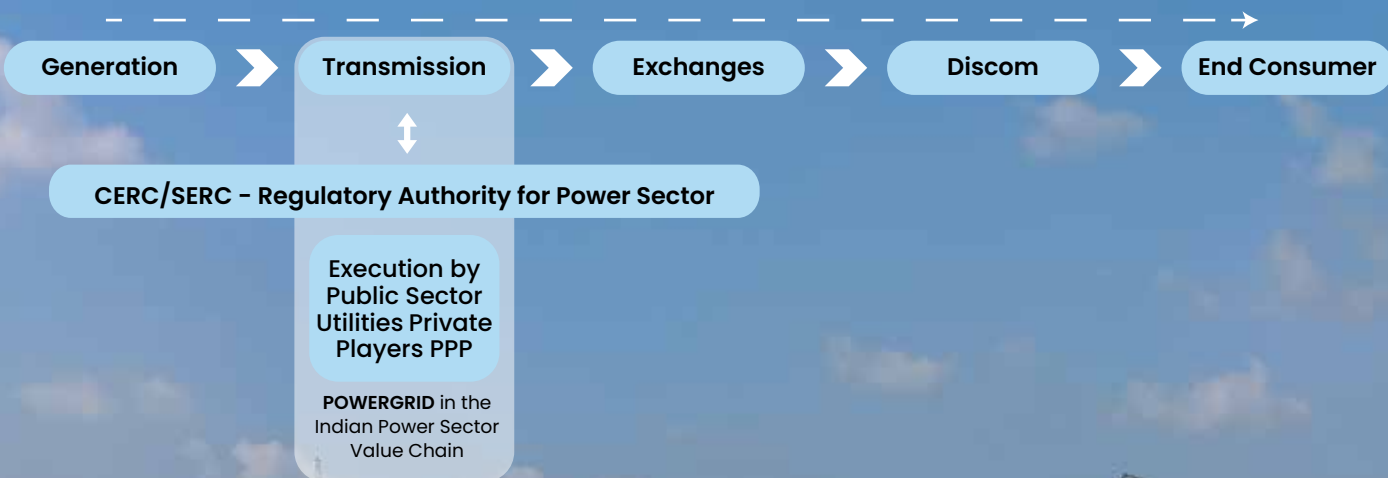 Generation
Transmission
Exchanges
Discom
End Consumer
CERC/SERC – Regulatory Authority for Power Sector
Execution by
Public Sector
Utilities Private
Players PPP
POWERGRID in the
Indian Power Sector
Value Chain